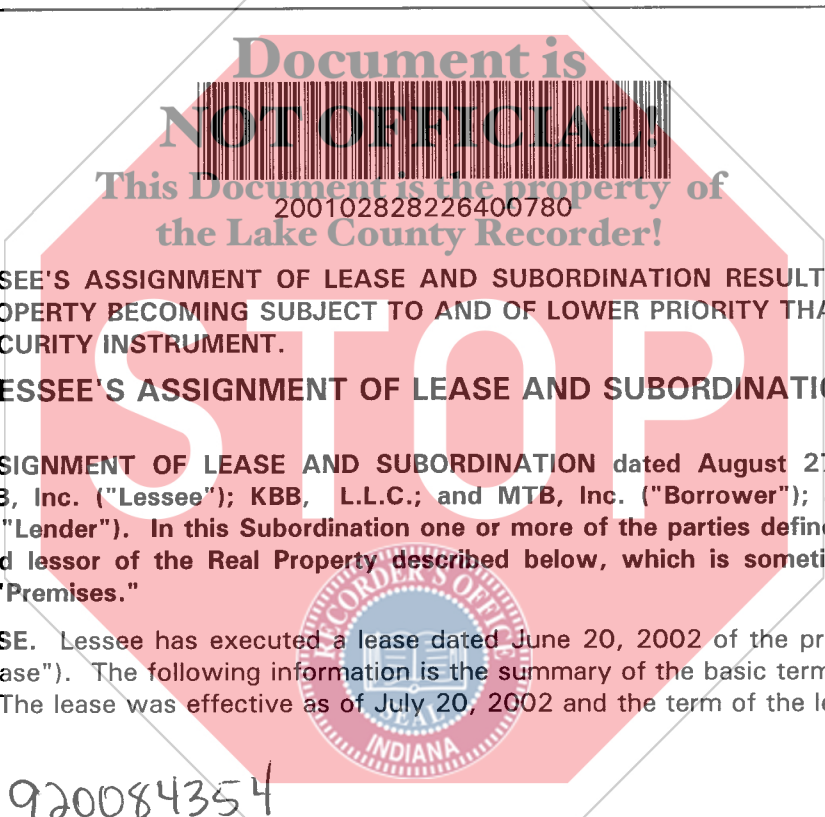 Document is
NOT OFFICIAL!
This Document is the property of
200102828226400780
the Lake County Recorder!
SEE'S ASSIGNMENT OF LEASE AND SUBORDINATION RESULT
OPERTY BECOMING SUBJECT TO AND OF LOWER PRIORITY THA
CURITY INSTRUMENT.
STOP
ESSEE'S ASSIGNMENT OF LEASE AND SUBORDINATIO
SIGNMENT OF LEASE AND SUBORDINATION dated August 27
B, Inc. ("Lessee"); KBB, L.L.C.; and MTB, Inc. ("Borrower");
"Lender"). In this Subordination one or more of the parties define
d lessor of the Real Property described below, which is someti
"Premises."
RECORDER'S OFFICE
SE. Lessee has executed a lease dated June 20, 2002 of the pr
ase"). The following information is the summary of the basic term
The lease was effective as of July 20, 2002 and the term of the le
SEAL
INDIANA
920084354